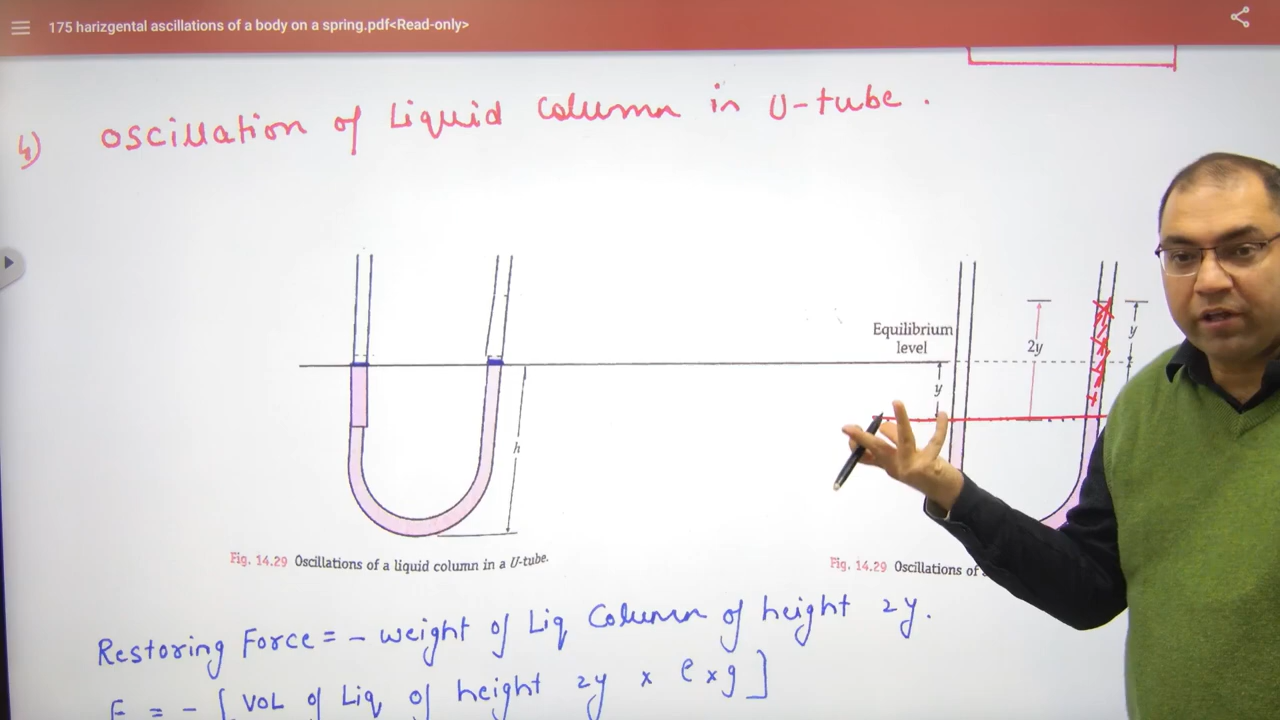 175 harizgental ascillations of a body on a spring.pdf<Read-only>
4) Oscillation of Liquid Column in U-tube.
Equilibrium level
2y
y
y
h
Fig. 14.29 Oscillations of a liquid column in a U-tube.
Fig. 14.29 Oscillations of
Restoring Force = - weight of Liq Column of height 2y.
F = - [VOL of Liq of height 2y x ρ x g]